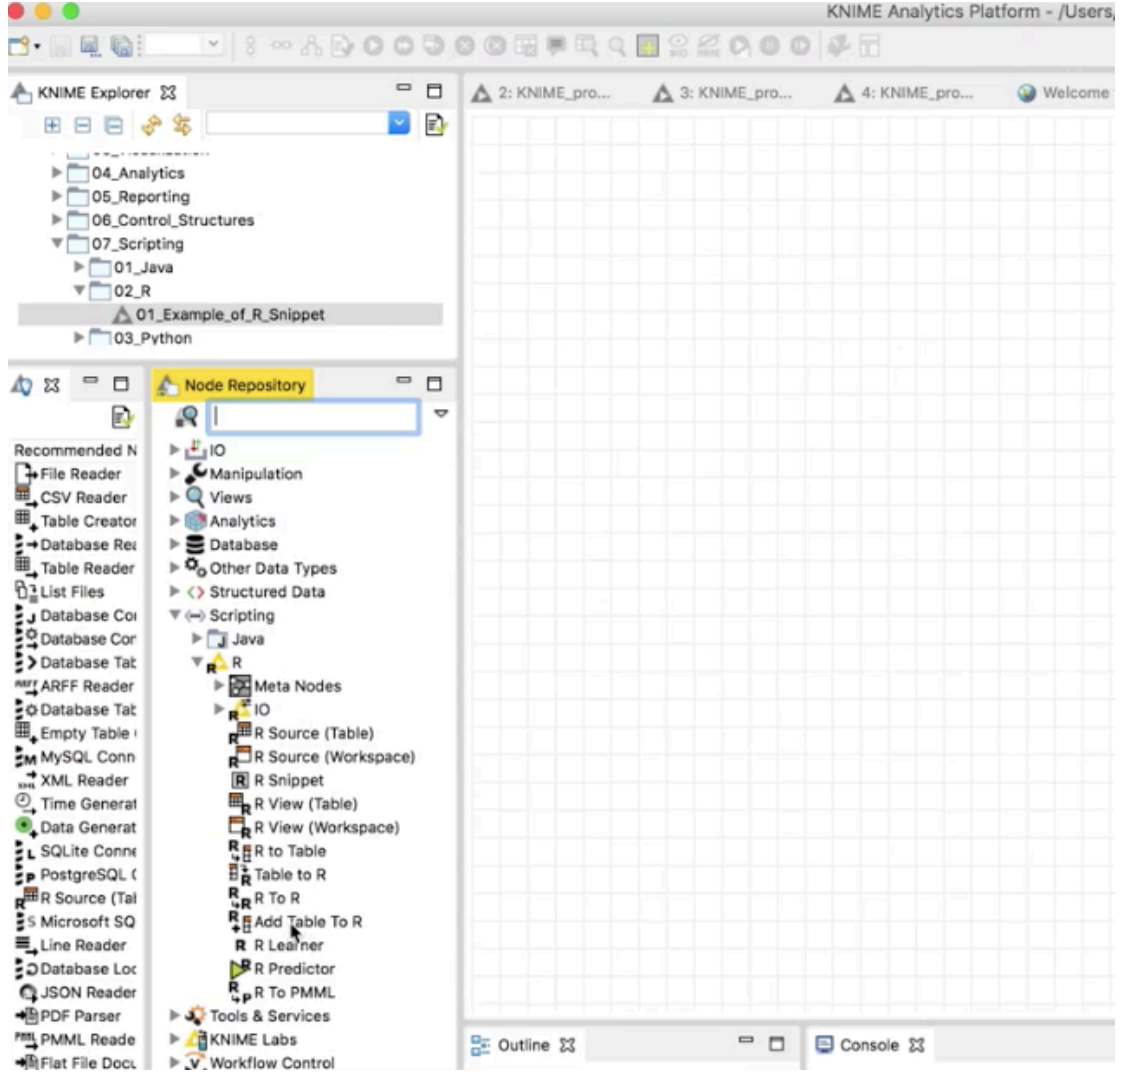 KNIME Analytics Platform - /Users,
KNIME Explorer
2: KNIME_pro...
3: KNIME_pro...
4: KNIME_pro...
Welcome
04_Analytics
05_Reporting
06_Control_Structures
07_Scripting
01_Java
02_R
01_Example_of_R_Snippet
03_Python
Node Repository
Recommended N
File Reader
CSV Reader
Table Creator
Database Rea
Table Reader
List Files
Database Co
Database Cor
Database Tab
ARFF Reader
Database Tab
Empty Table
MySQL Conn
XML Reader
Time Generat
Data Generat
SQLite Conne
PostgreSQL C
R Source (Tal
Microsoft SQ
Line Reader
Database Loo
JSON Reader
PDF Parser
PMML Reade
Flat File Docu
IO
Manipulation
Views
Analytics
Database
Other Data Types
Structured Data
Scripting
Java
R
Meta Nodes
IO
R Source (Table)
R Source (Workspace)
R Snippet
R View (Table)
R View (Workspace)
R to Table
Table to R
R To R
Add Table To R
R Learner
R Predictor
R To PMML
Tools & Services
KNIME Labs
Workflow Control
Outline
Console